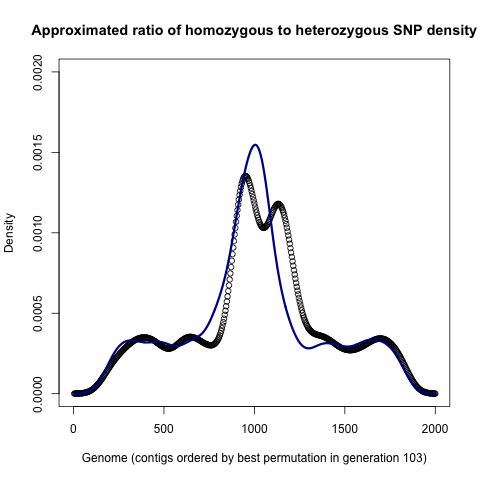 Approximated ratio of homozygous to heterozygous SNP density
0.0020
0.0015
0.0010
0.0005
0.0000
Density
0 500 1000 1500 2000
Genome (contigs ordered by best permutation in generation 103)